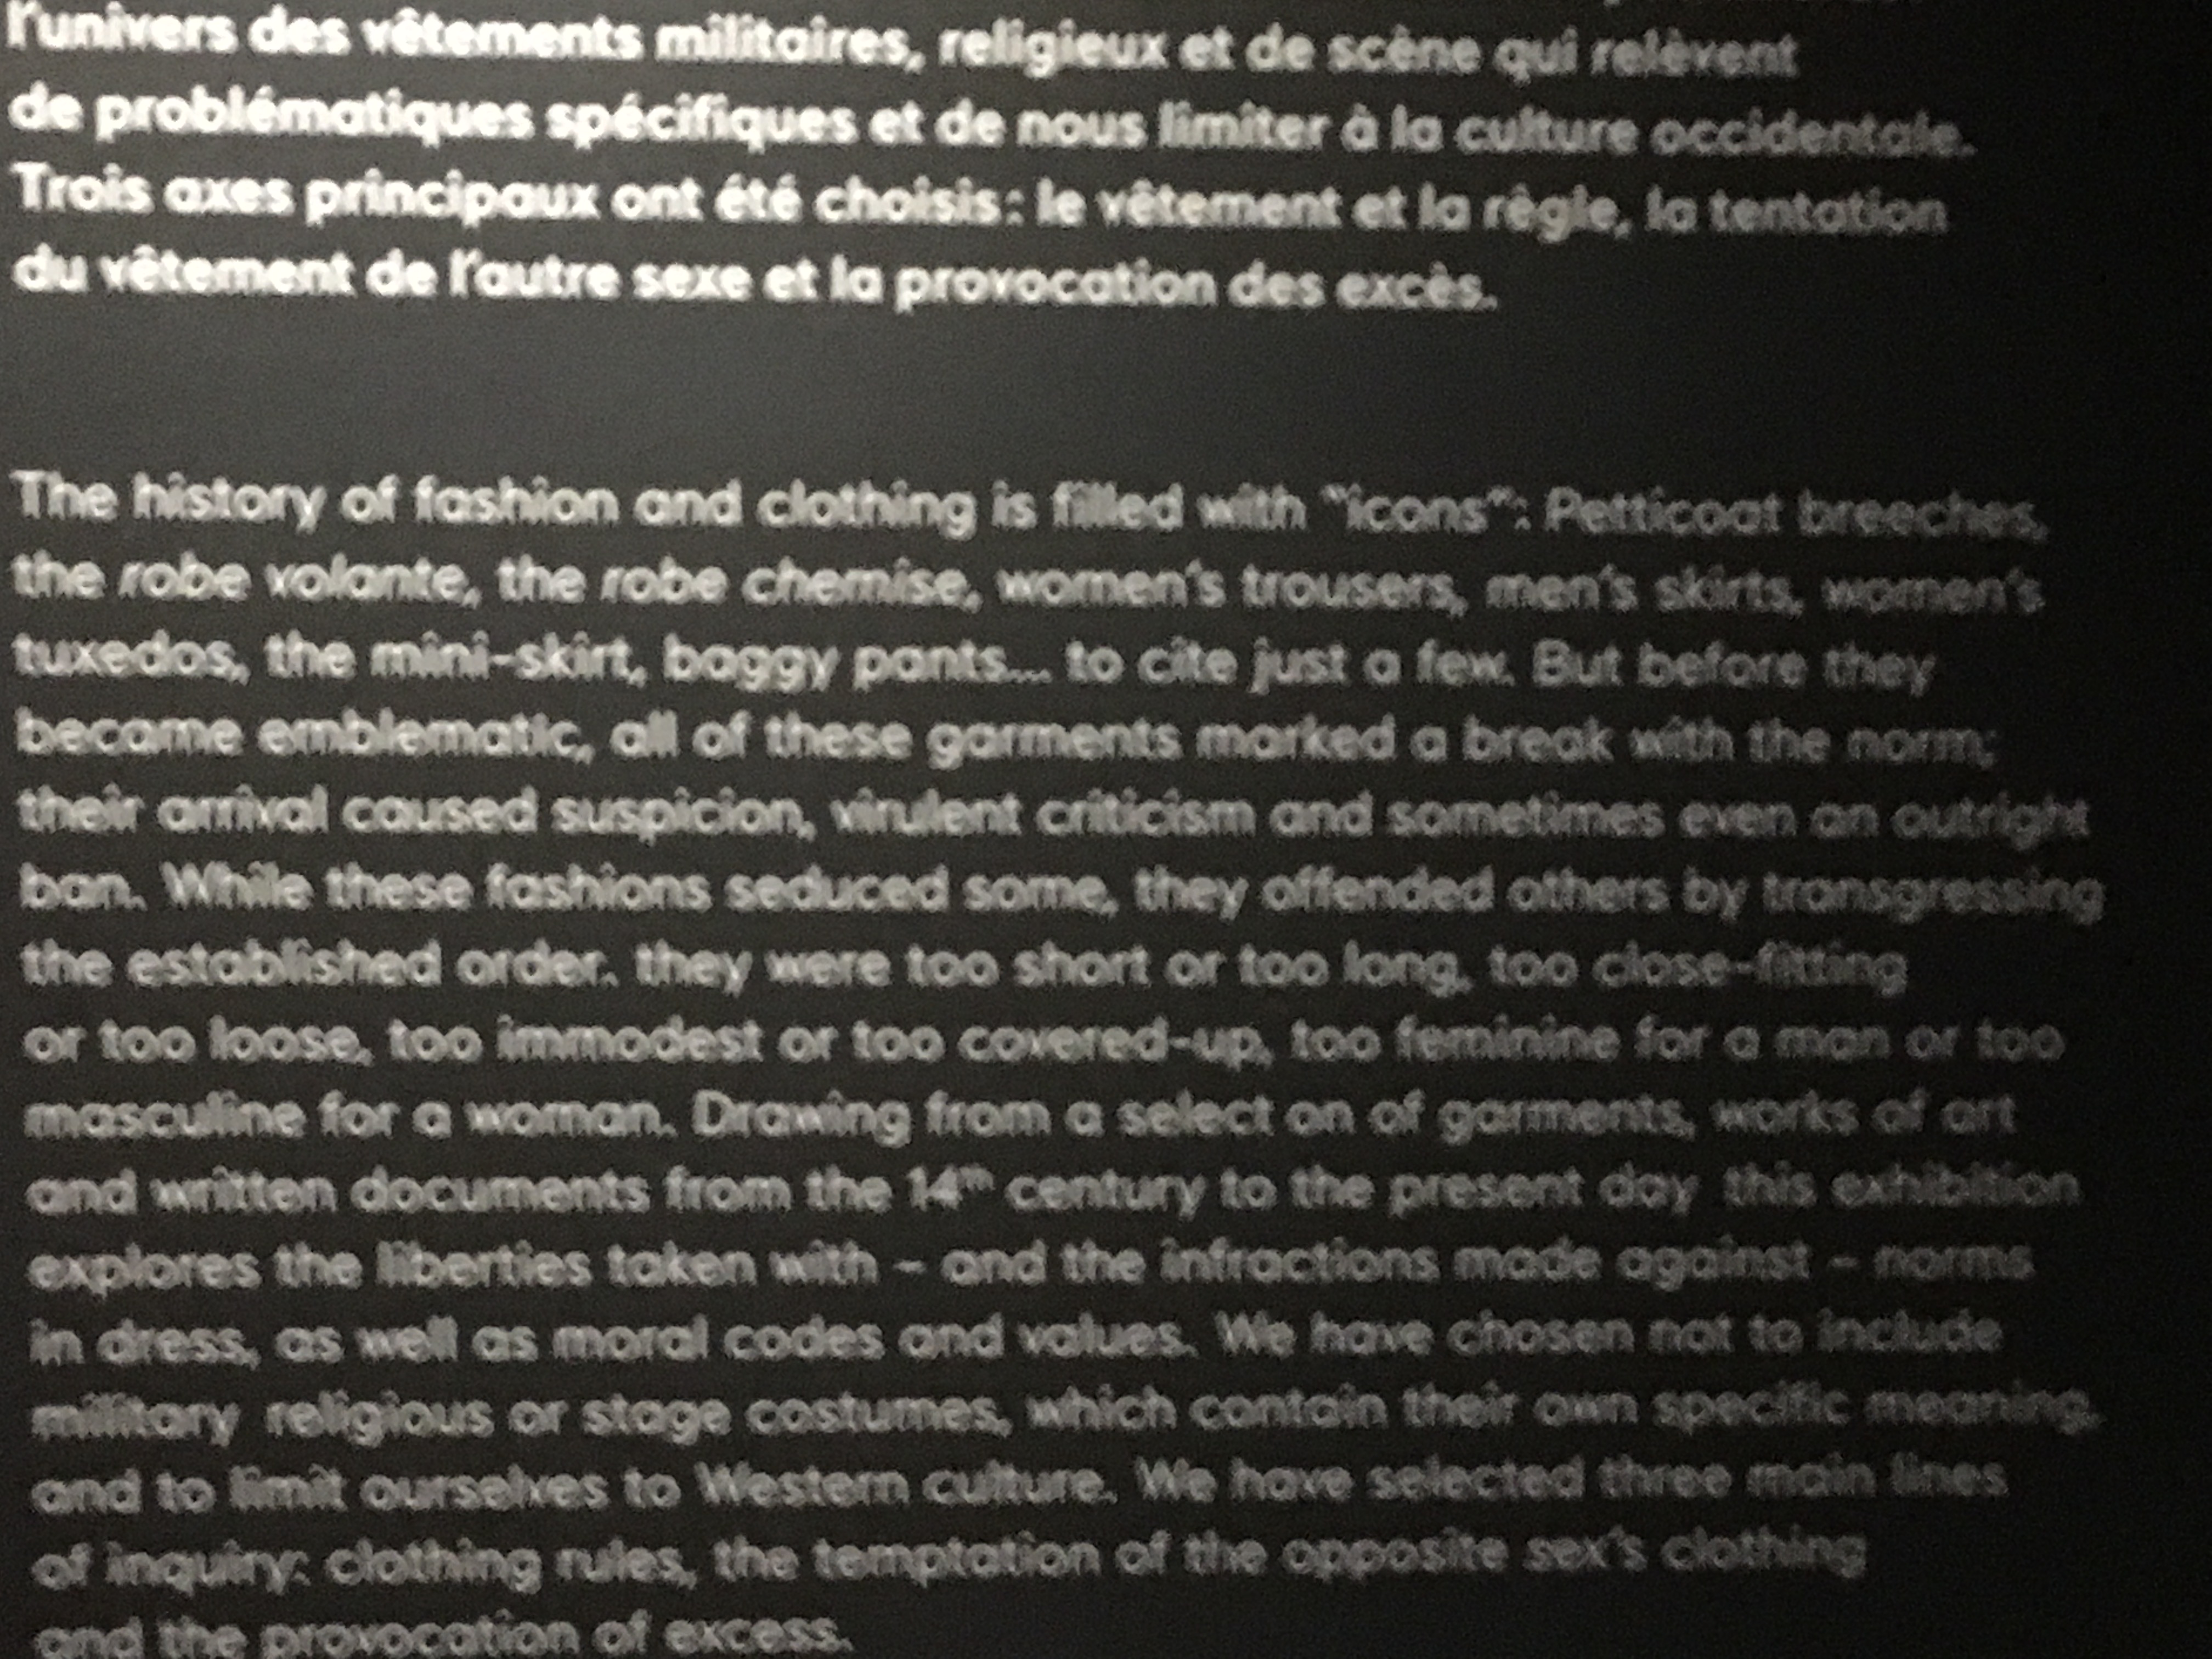 l'univers des vêtements militaires, religieux et de scène qui relèvent
de problématiques spécifiques et de nous limiter à la culture occidentale.
Trois axes principaux ont été choisis : le vêtement et la règle, la tentation
du vêtement de l'autre sexe et la provocation des excès.
The history of fashion and clothing is filled with "icons": Petticoat breeches,
the robe volante, the robe chemise, women's trousers, men's skirts, women's
tuxedos, the mini-skirt, baggy pants... to cite just a few. But before they
became emblematic, all of these garments marked a break with the norm;
their arrival caused suspicion, virulent criticism and sometimes even an outright
ban. While these fashions seduced some, they offended others by transgressing
the established order. they were too short or too long, too close-fitting
or too loose, too immodest or too covered-up, too feminine for a man or too
masculine for a woman. Drawing from a select on of garments, works of art
and written documents from the 14th century to the present day this exhibition
explores the liberties taken with – and the infractions made against – norms
in dress, as well as moral codes and values. We have chosen not to include
military religious or stage costumes, which contain their own specific meaning,
and to limit ourselves to Western culture. We have selected three main lines
of inquiry: clothing rules, the temptation of the opposite sex's clothing
and the provocation of excess.